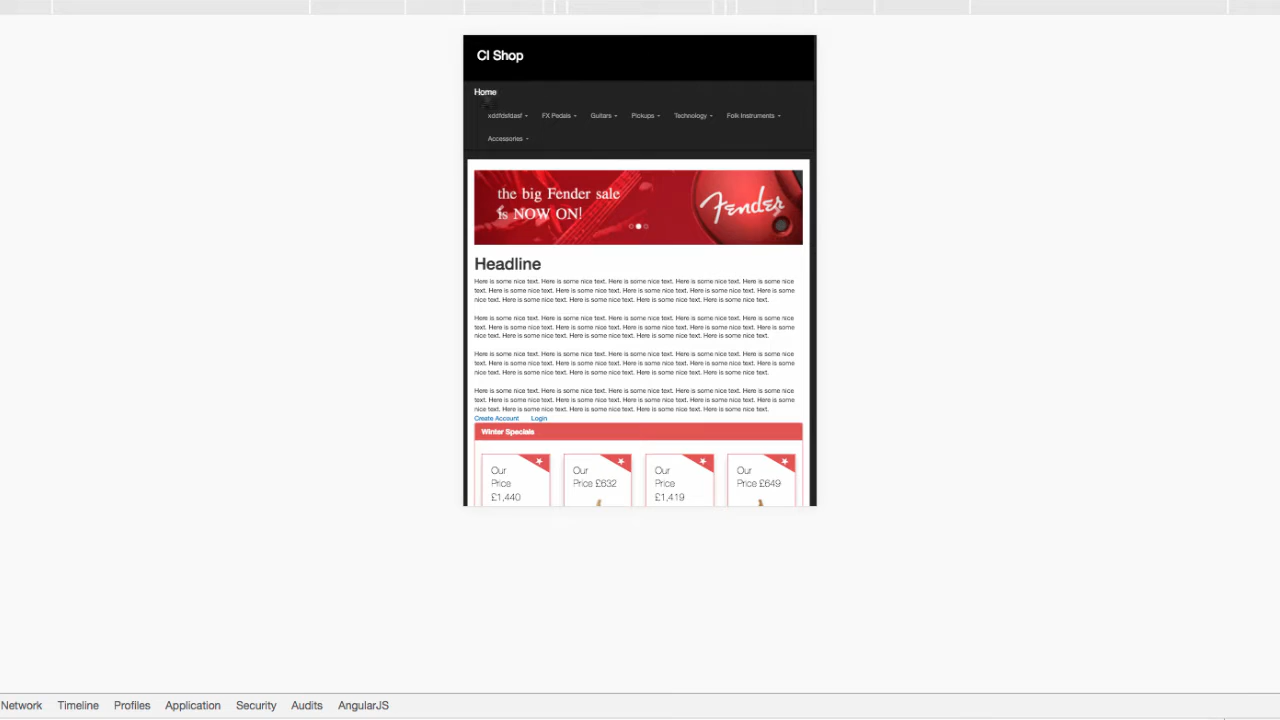 CI Shop
Home
xddfdsfdasf FX Pedals Guitars Pickups Technology Folk Instruments
Accessories
the big Fender sale
is NOW ON!
Fender
Headline
Here is some nice text. Here is some nice text. Here is some nice text. Here is some nice text. Here is some nice
text. Here is some nice text. Here is some nice text. Here is some nice text. Here is some nice text. Here is some
nice text. Here is some nice text. Here is some nice text. Here is some nice text. Here is some nice text.
Here is some nice text. Here is some nice text. Here is some nice text. Here is some nice text. Here is some nice
text. Here is some nice text. Here is some nice text. Here is some nice text. Here is some nice text. Here is some
nice text. Here is some nice text. Here is some nice text. Here is some nice text. Here is some nice text.
Here is some nice text. Here is some nice text. Here is some nice text. Here is some nice text. Here is some nice
text. Here is some nice text. Here is some nice text. Here is some nice text. Here is some nice text. Here is some
nice text. Here is some nice text. Here is some nice text. Here is some nice text. Here is some nice text.
Here is some nice text. Here is some nice text. Here is some nice text. Here is some nice text. Here is some nice
text. Here is some nice text. Here is some nice text. Here is some nice text. Here is some nice text. Here is some
nice text. Here is some nice text. Here is some nice text. Here is some nice text. Here is some nice text.
Create Account Login
Winter Specials
Our Our Our Our
Price Price £632 Price Price £649
£1,440 £1,419
Network Timeline Profiles Application Security Audits AngularJS